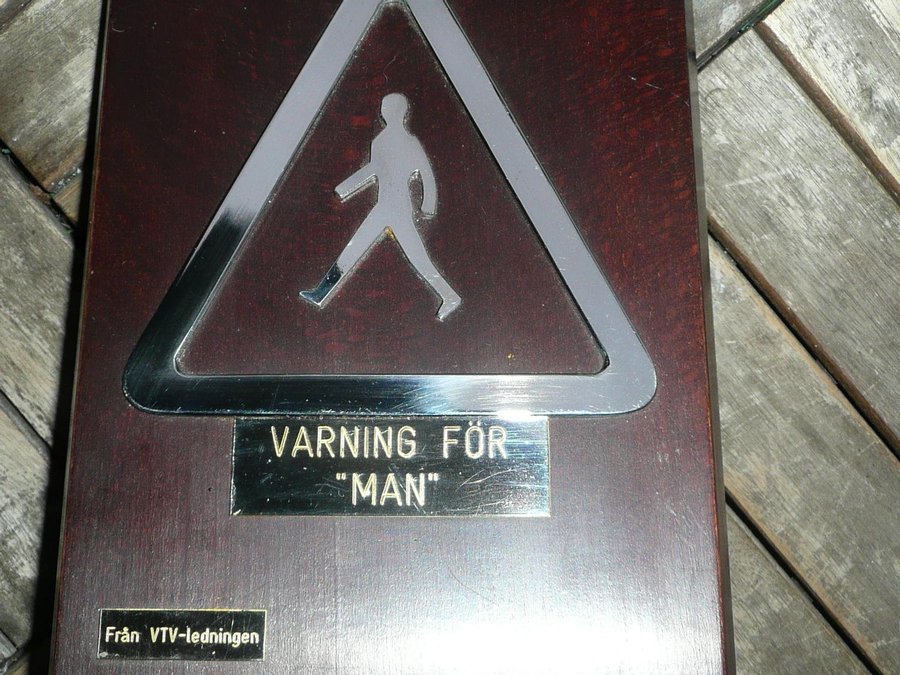 VARNING FÖR
"MAN"
Från VTV-ledningen